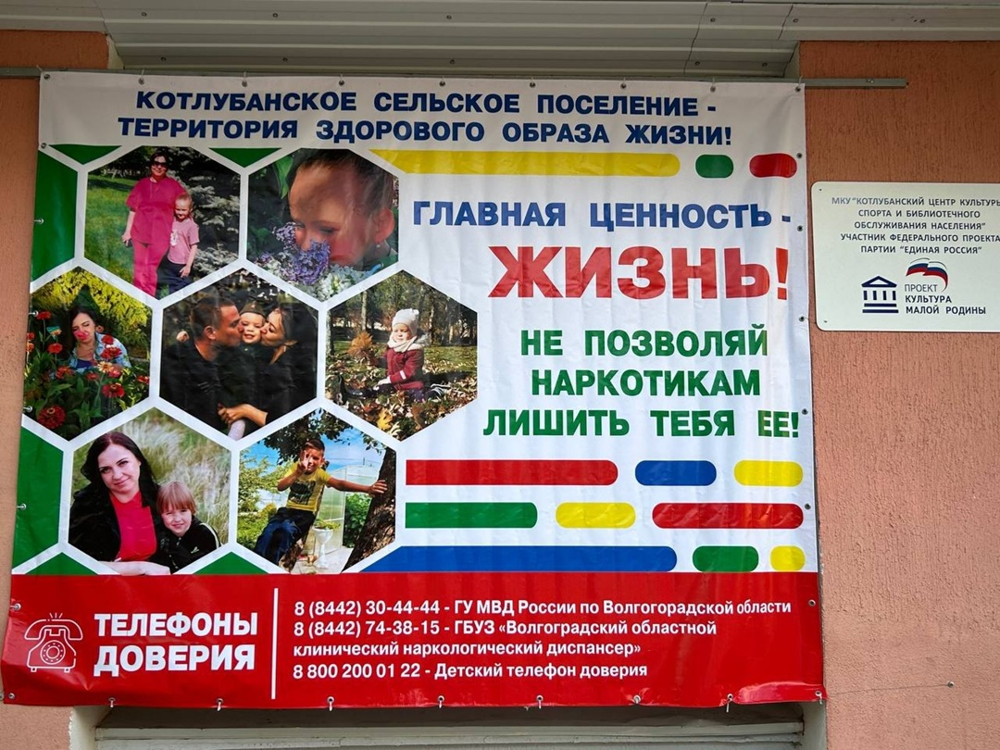 КОТЛУБАНСКОЕ СЕЛЬСКОЕ ПОСЕЛЕНИЕ -
ТЕРРИТОРИЯ ЗДОРОВОГО ОБРАЗА ЖИЗНИ!
ГЛАВНАЯ ЦЕННОСТЬ -
ЖИЗНЬ!
НЕ ПОЗВОЛЯЙ
НАРКОТИКАМ
ЛИШИТЬ ТЕБЯ ЕЕ!
ТЕЛЕФОНЫ
ДОВЕРИЯ
8 (8442) 30-44-44 - ГУ МВД России по Волгоградской области
8 (8442) 74-38-15 - ГБУЗ «Волгоградский областной
клинический наркологический диспансер»
8 800 200 01 22 - Детский телефон доверия
МКУ "КОТЛУБАНСКИЙ ЦЕНТР КУЛЬТУРЫ
СПОРТА И БИБЛИОТЕЧНОГО
ОБСЛУЖИВАНИЯ НАСЕЛЕНИЯ"
УЧАСТНИК ФЕДЕРАЛЬНОГО ПРОЕКТА
ПАРТИИ "ЕДИНАЯ РОССИЯ"
ПРОЕКТ
КУЛЬТУРА
МАЛОЙ РОДИНЫ